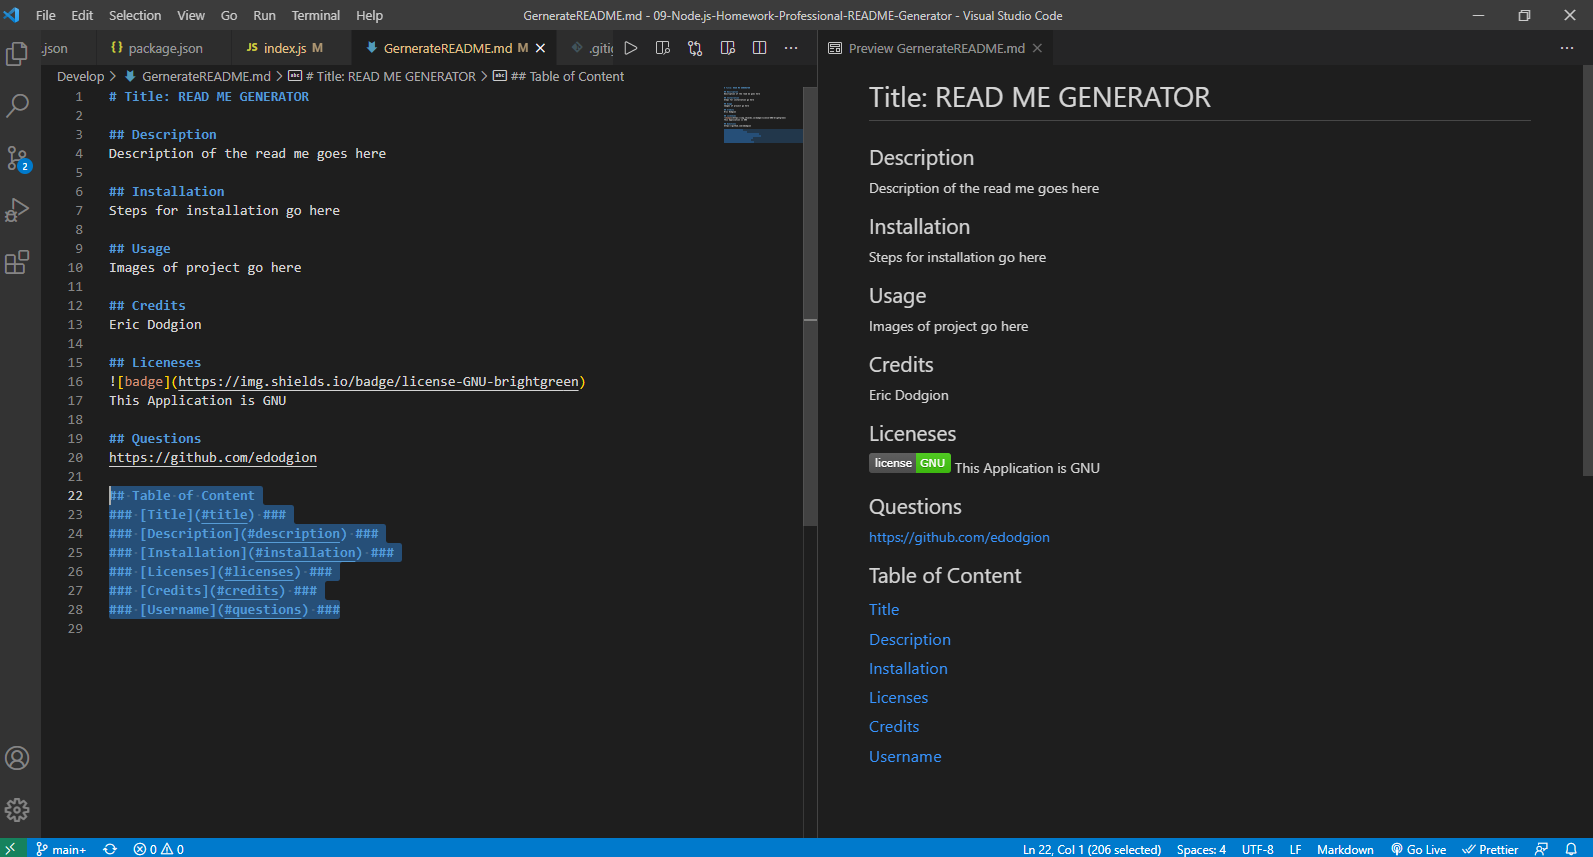 File Edit Selection View Go Run Terminal Help GernerateREADME.md - 09-Node.js-Homework-Professional-README-Generator - Visual Studio Code
.json {} package.json JS index.js M GernerateREADME.md M
Preview GernerateREADME.md
Develop > GernerateREADME.md > # Title: READ ME GENERATOR > ## Table of Content
1 # Title: READ ME GENERATOR
2
3 ## Description
4 Description of the read me goes here
5
6 ## Installation
7 Steps for installation go here
8
9 ## Usage
10 Images of project go here
11
12 ## Credits
13 Eric Dodgion
14
15 ## Liceneses
16 ![badge](https://img.shields.io/badge/license-GNU-brightgreen)
17 This Application is GNU
18
19 ## Questions
20 https://github.com/edodgion
21
22 ## Table of Content
23 ### [Title](#title) ###
24 ### [Description](#description) ###
25 ### [Installation](#installation) ###
26 ### [Licenses](#licenses) ###
27 ### [Credits](#credits) ###
28 ### [Username](#questions) ###
29
Title: READ ME GENERATOR
Description
Description of the read me goes here
Installation
Steps for installation go here
Usage
Images of project go here
Credits
Eric Dodgion
Liceneses
license GNU This Application is GNU
Questions
https://github.com/edodgion
Table of Content
Title
Description
Installation
Licenses
Credits
Username
2
main+ 0 0 Ln 22, Col 1 (206 selected) Spaces: 4 UTF-8 LF Markdown Go Live Prettier